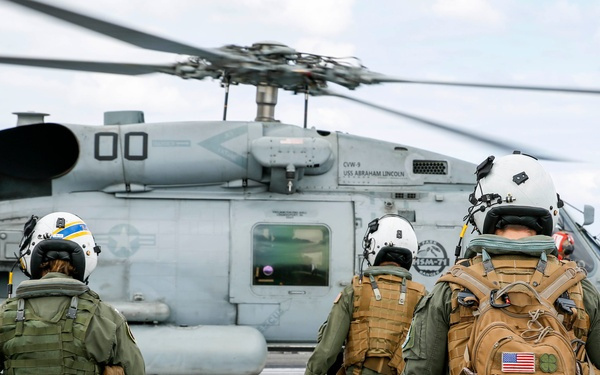 00
CVW-9
USS ABRAHAM LINCOLN
HSM-71